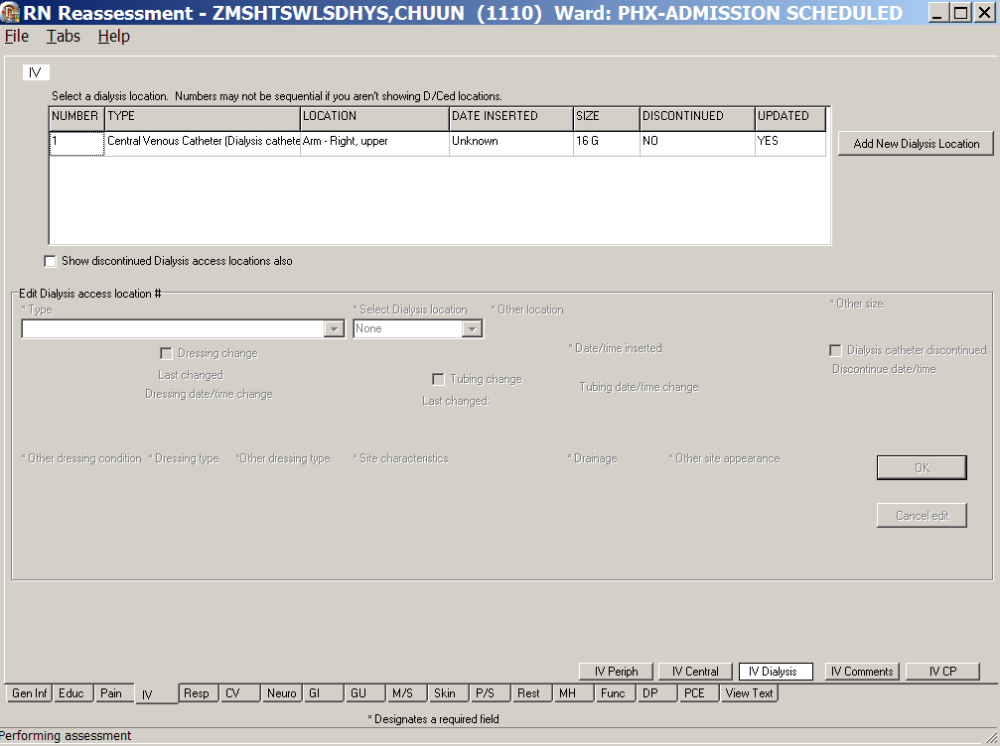 RN Reassessment - ZMSHTSWLSDHYS,CHUUN (1110) Ward: PHX-ADMISSION SCHEDULED
File Tabs Help
IV
Select a dialysis location. Numbers may not be sequential if you aren't showing D/Ced locations.
NUMBER TYPE LOCATION DATE INSERTED SIZE DISCONTINUED UPDATED
1 Central Venous Catheter (Dialysis cathete Arm - Right, upper Unknown 16 G NO YES
Add New Dialysis Location
Show discontinued Dialysis access locations also
Edit Dialysis access location #
* Type * Select Dialysis location * Other location * Other size
None
Dressing change * Date/time inserted Dialysis catheter discontinued
Last changed: Tubing change Discontinue date/time
Dressing date/time change Last changed: Tubing date/time change
* Other dressing condition * Dressing type *Other dressing type * Site characteristics * Drainage * Other site appearance
OK
Cancel edit
IV Periph IV Central IV Dialysis IV Comments IV CP
Gen Inf Educ Pain IV Resp CV Neuro GI GU M/S Skin P/S Rest MH Func DP PCE View Text
* Designates a required field
Performing assessment